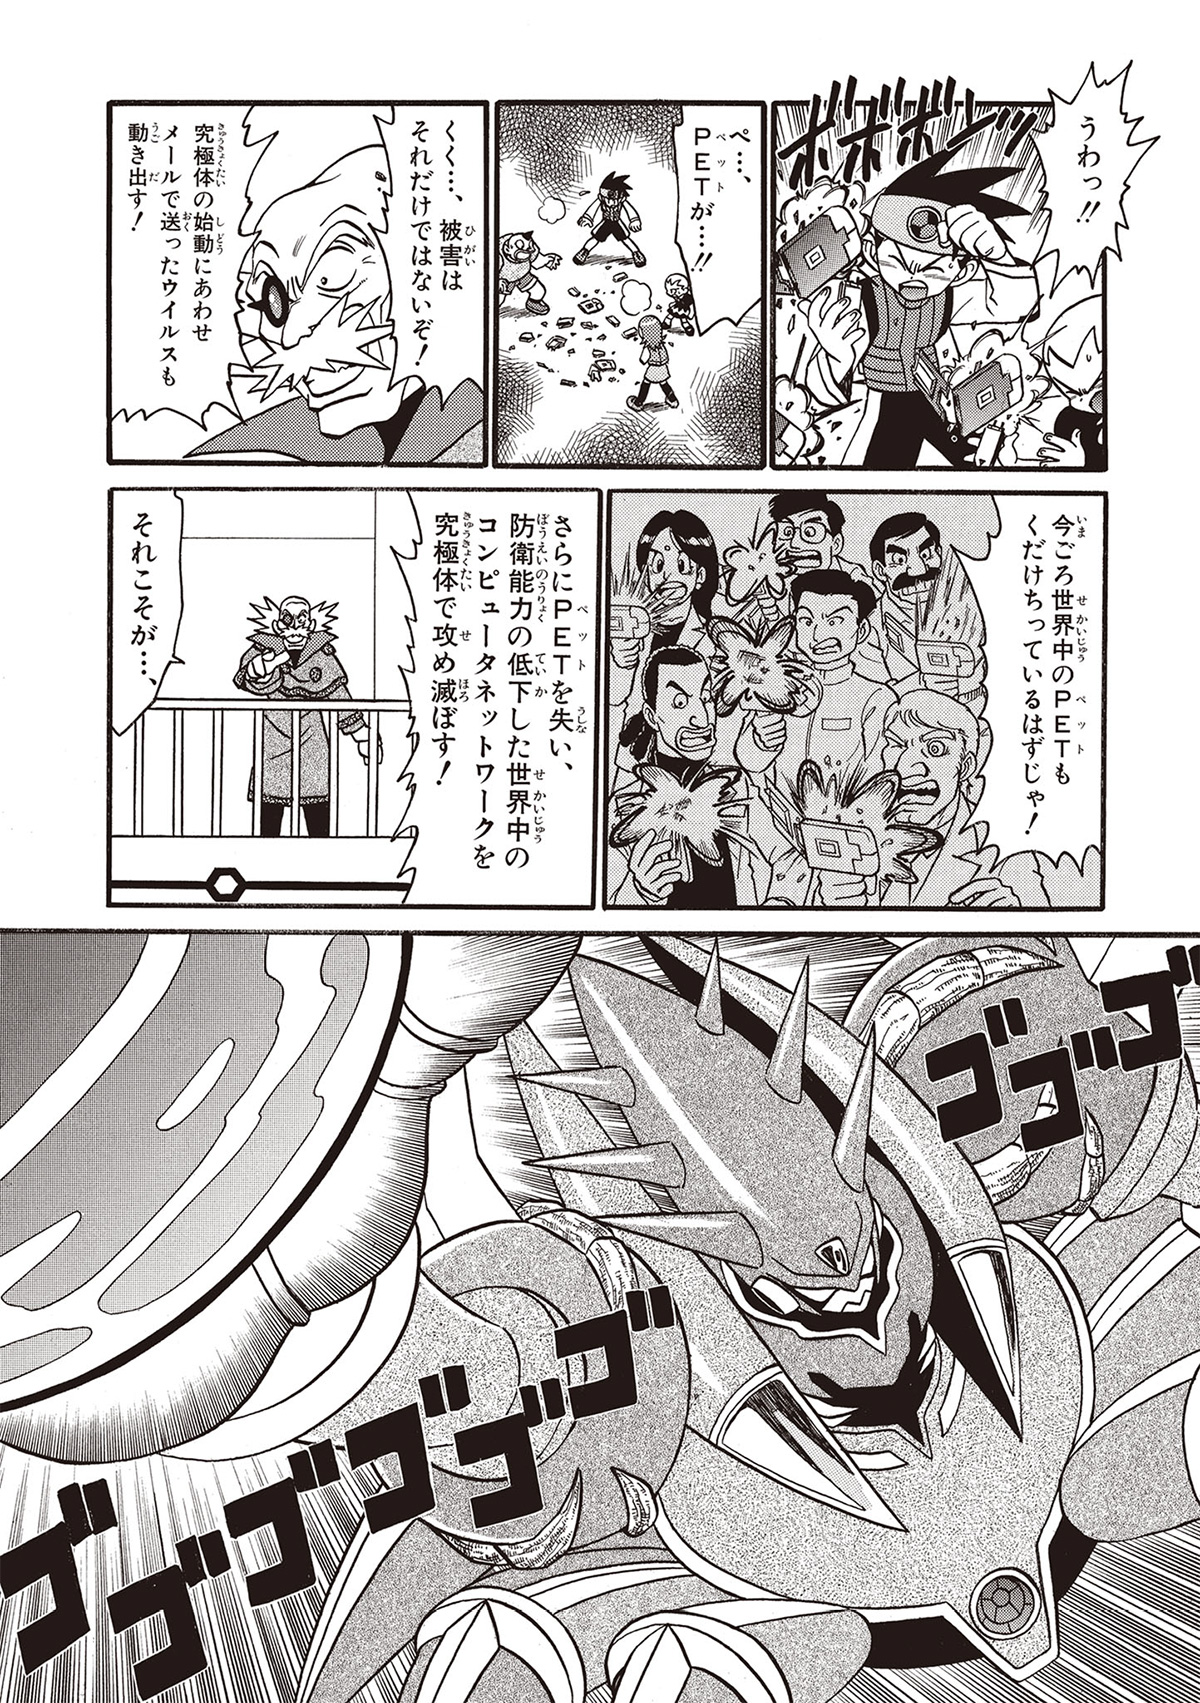 うわっ!!
ボボボボンッ
ペ…、
PETが…!!
くく…、被害は
それだけではないぞ!
究極体の始動にあわせ
メールで送ったウイルスも
動き出す!
今ごろ世界中のPETも
くだけちっているはずじゃ!
さらにPETを失い、
防衛能力の低下した世界中の
コンピュータネットワークを
究極体で攻め滅ぼす!
それこそが…、
ゴゴゴゴ
ゴゴゴゴゴゴ